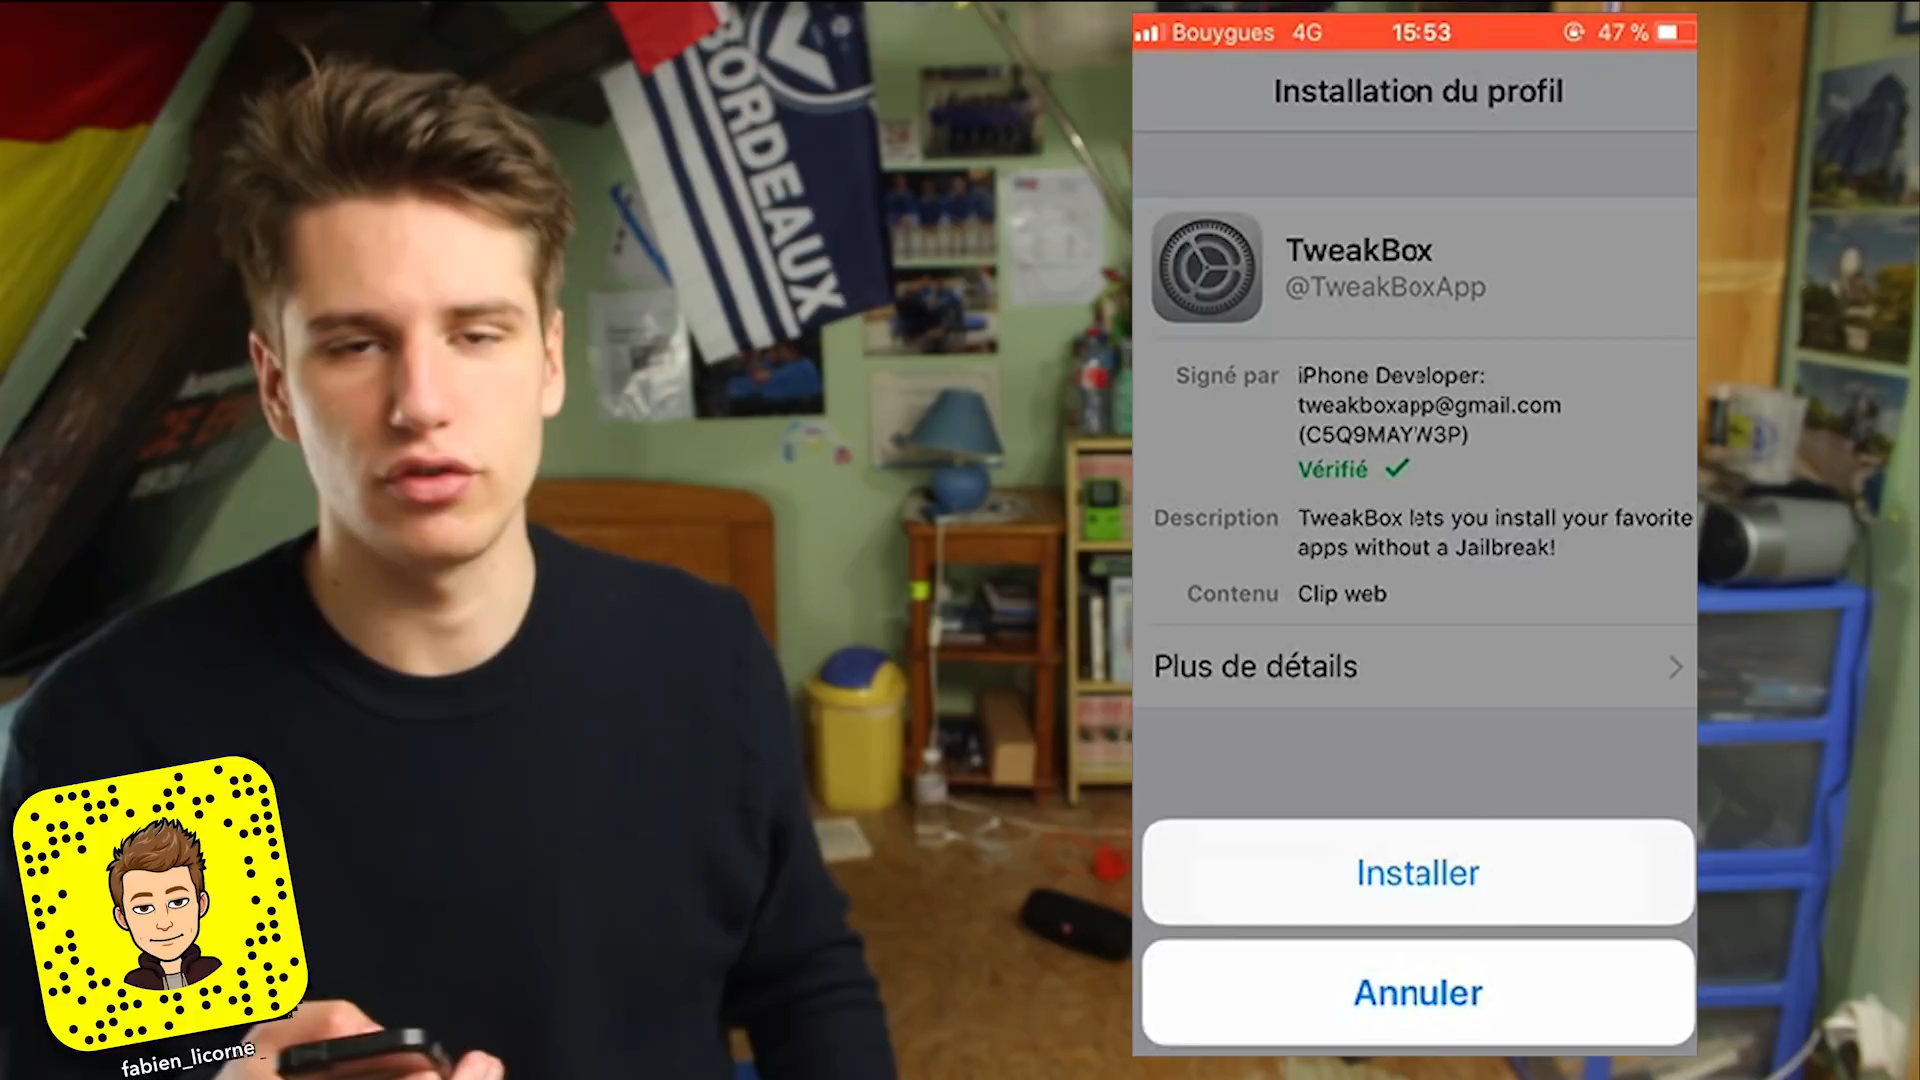 BORDEAUX
Bouygues 4G 15:53 47 %
Installation du profil
TweakBox
@TweakBoxApp
Signé par iPhone Developer:
tweakboxapp@gmail.com
(C5Q9MAYW3P)
Vérifié
Description TweakBox lets you install your favorite
apps without a Jailbreak!
Contenu Clip web
Plus de détails
Installer
Annuler
fabien_licorne